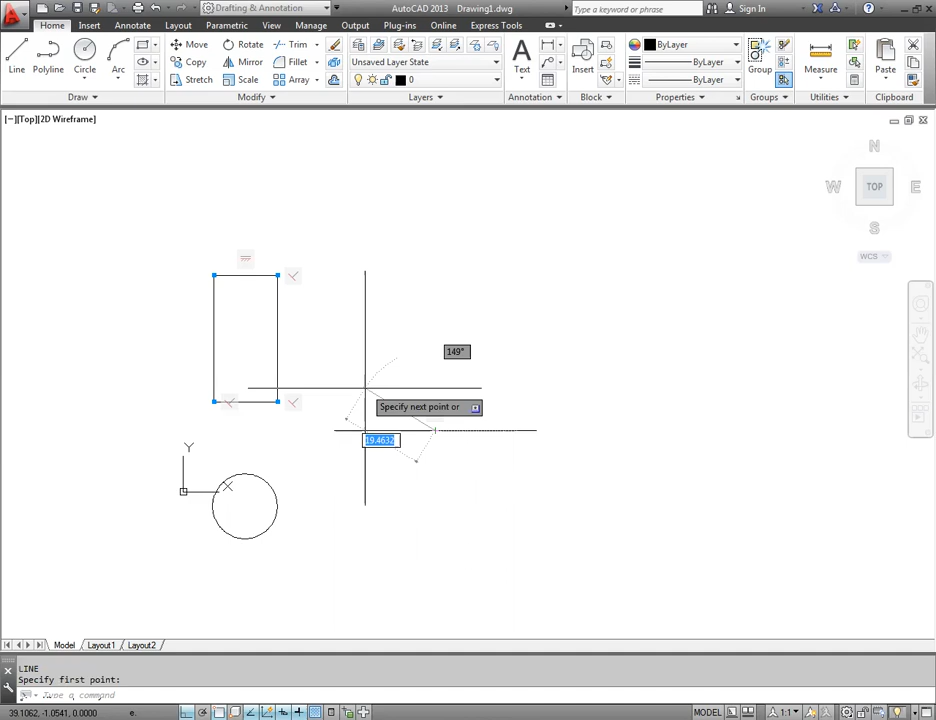 Drafting & Annotation
AutoCAD 2013 Drawing1.dwg
Type a keyword or phrase
Sign In
Home Insert Annotate Layout Parametric View Manage Output Plug-ins Online Express Tools
Line Polyline Circle Arc
Move Rotate Trim
Copy Mirror Fillet
Stretch Scale Array
Unsaved Layer State
0
Text
Insert
ByLayer
ByLayer
ByLayer
Group
Measure
Paste
Draw Modify Layers Annotation Block Properties Groups Utilities Clipboard
[−][Top][2D Wireframe]
N
W TOP E
S
WCS
149°
Specify next point or
19.4632
Y
X
Model Layout1 Layout2
LINE
Specify first point:
Type a command
39.1062, -1.0541, 0.0000 e.
MODEL
1:1